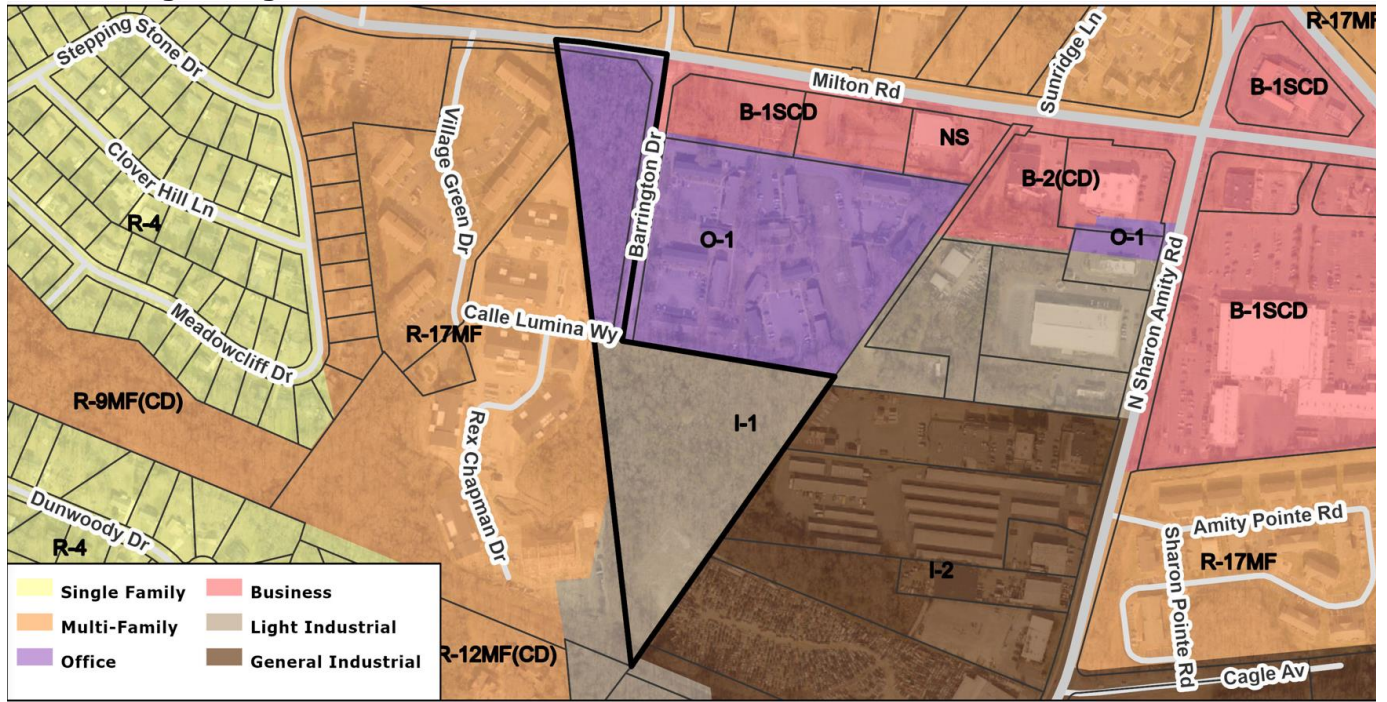 R-17MF
Stepping Stone Dr
Sunridge Ln
Milton Rd
B-1SCD
B-1SCD
NS
Village Green Dr
Clover Hill Ln
B-2(CD)
R-4
Barrington Dr
O-1
O-1
N Sharon Amity Rd
Meadowcliff Dr
Calle Lumina Wy
R-17MF
B-1SCD
R-9MF(CD)
I-1
Rex Chapman Dr
Dunwoody Dr
R-4
Amity Pointe Rd
Sharon Pointe Rd
R-17MF
I-2
R-12MF(CD)
Cagle Av
Single Family
Business
Multi-Family
Light Industrial
Office
General Industrial